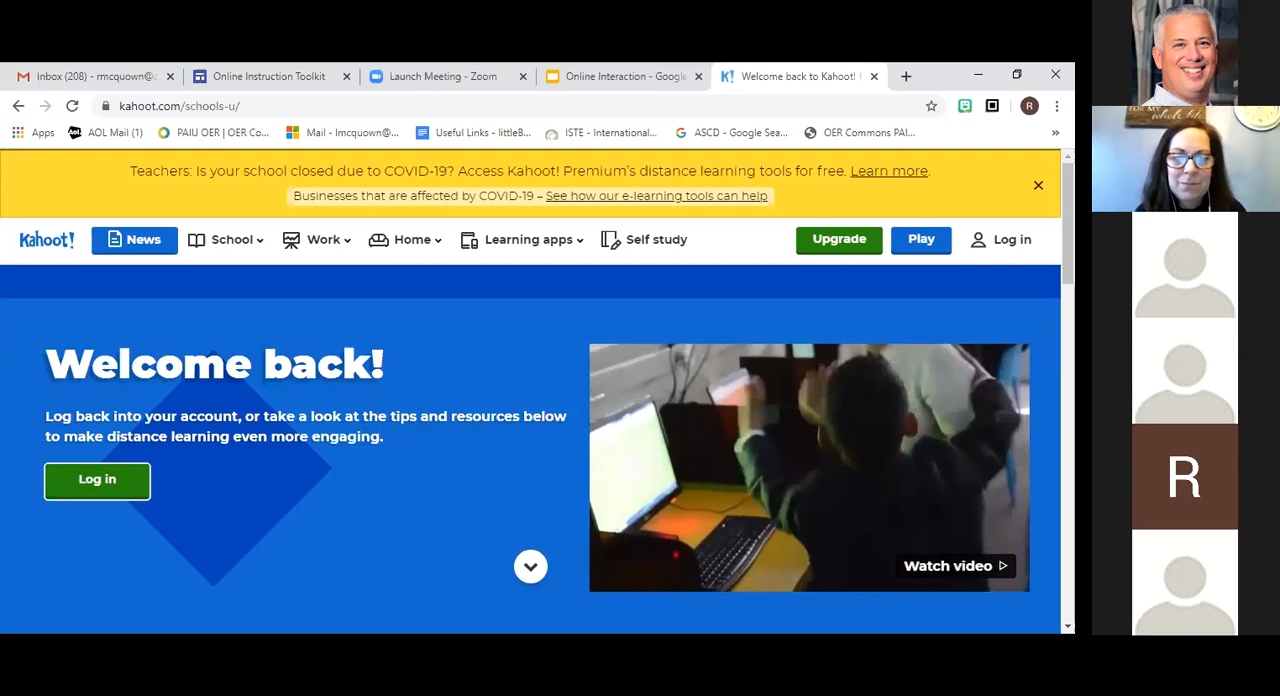 Inbox (208) - rmcquown@c
Online Instruction Toolkit
Launch Meeting - Zoom
Online Interaction - Google
Welcome back to Kahoot! f
kahoot.com/schools-u/
R
Apps
AOL Mail (1)
PAIU OER | OER Co...
Mail - lmcquown@...
Useful Links - littleB...
ISTE - Internationa...
ASCD - Google Sea...
OER Commons PAI...
Teachers: Is your school closed due to COVID-19? Access Kahoot! Premium's distance learning tools for free. Learn more.
Businesses that are affected by COVID-19 – See how our e-learning tools can help
Kahoot!
News
School
Work
Home
Learning apps
Self study
Upgrade
Play
Log in
Welcome back!
Log back into your account, or take a look at the tips and resources below
to make distance learning even more engaging.
Log in
Watch video
FOR MY
whole life
R